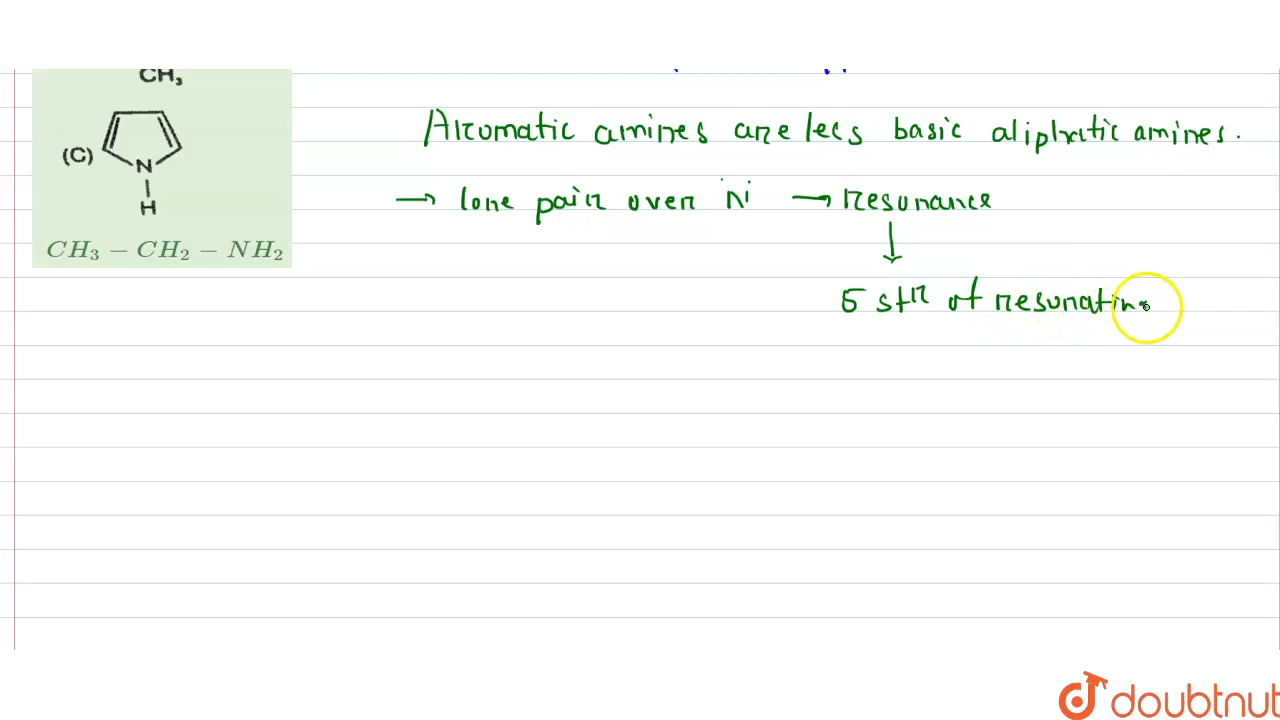 CH₃
Aromatic amines are less basic aliphatic amines.
(C)
N
H
→ lone pair over N → resonance
↓
5 str of resonating
CH₃ − CH₂ − NH₂
doubtnut